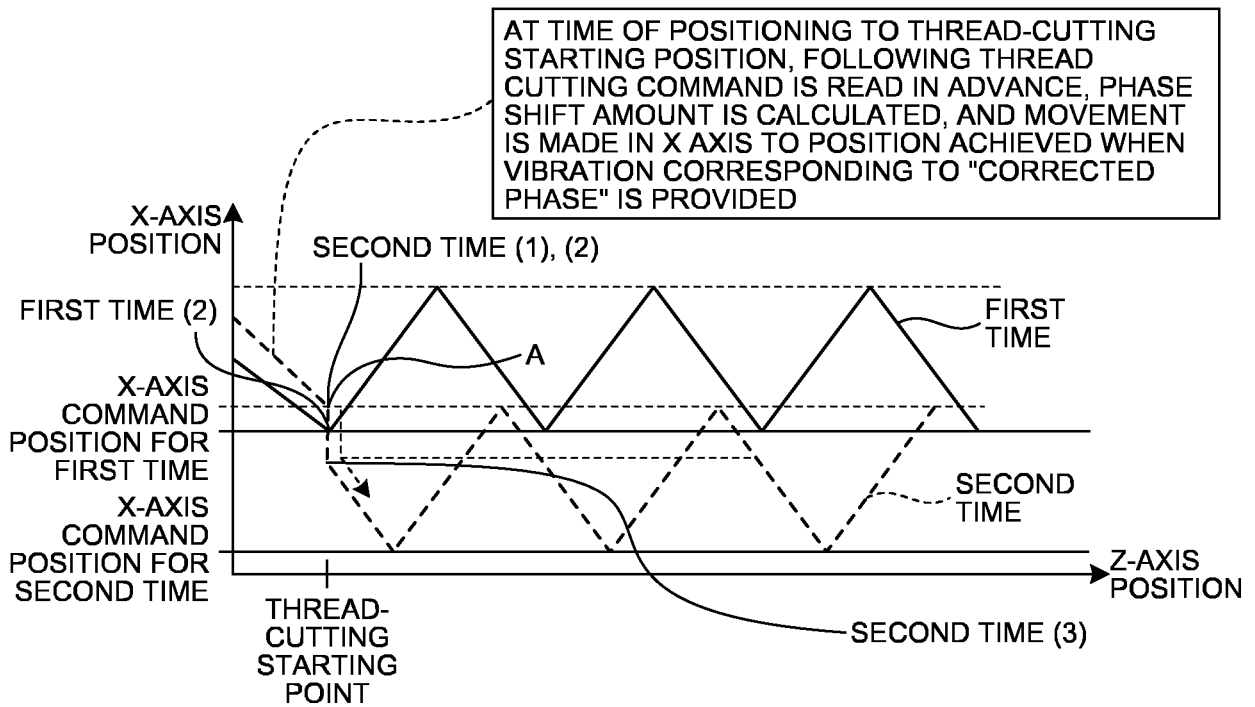 AT TIME OF POSITIONING TO THREAD-CUTTING
STARTING POSITION, FOLLOWING THREAD
CUTTING COMMAND IS READ IN ADVANCE, PHASE
SHIFT AMOUNT IS CALCULATED, AND MOVEMENT
IS MADE IN X AXIS TO POSITION ACHIEVED WHEN
VIBRATION CORRESPONDING TO "CORRECTED
PHASE" IS PROVIDED
X-AXIS
POSITION
SECOND TIME (1), (2)
FIRST TIME (2)
FIRST
TIME
A
X-AXIS
COMMAND
POSITION FOR
FIRST TIME
SECOND
TIME
X-AXIS
COMMAND
POSITION FOR
SECOND TIME
Z-AXIS
POSITION
THREAD-
CUTTING
STARTING
POINT
SECOND TIME (3)